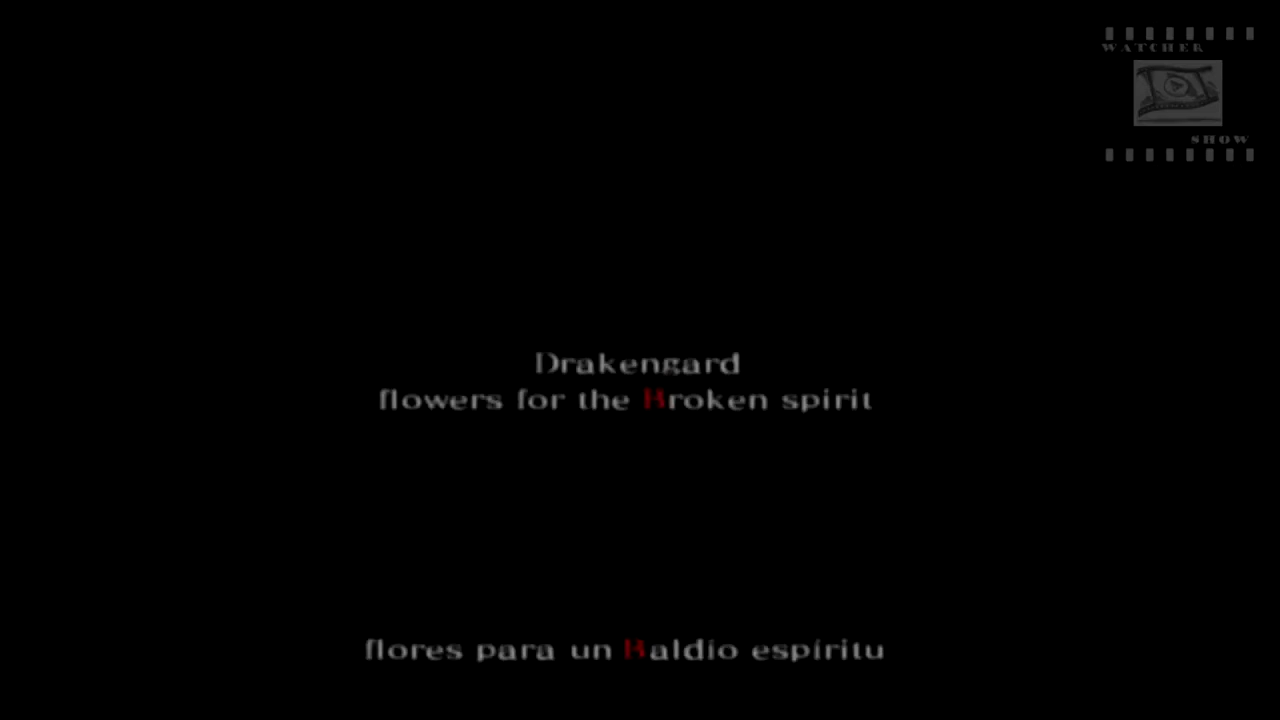 WATCHER
SHOW
Drakengard
flowers for the Broken spirit
flores para un Baldío espíritu